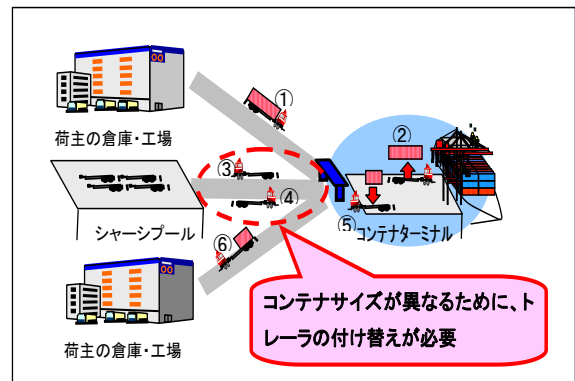 ①
②
荷主の倉庫・工場
③
④
シャーシプール
⑤コンテナターミナル
⑥
コンテナサイズが異なるために、ト
レーラの付け替えが必要
荷主の倉庫・工場